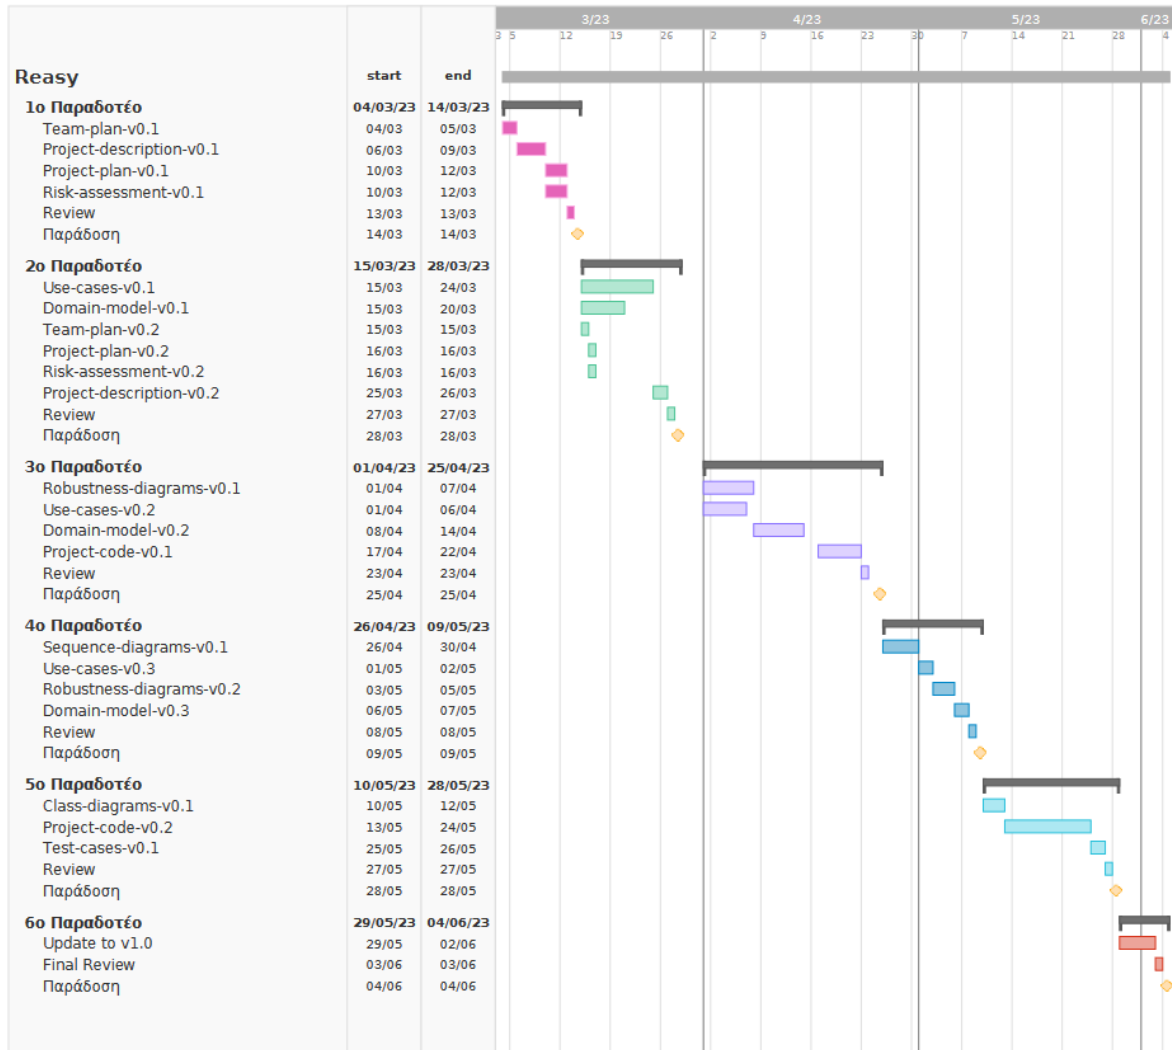 3/23 4/23 5/23 6/23
3 5 12 19 26 2 9 16 23 30 7 14 21 28 4
Reasy start end
1ο Παραδοτέο 04/03/23 14/03/23
Team-plan-v0.1 04/03 05/03
Project-description-v0.1 06/03 09/03
Project-plan-v0.1 10/03 12/03
Risk-assessment-v0.1 10/03 12/03
Review 13/03 13/03
Παράδοση 14/03 14/03
2ο Παραδοτέο 15/03/23 28/03/23
Use-cases-v0.1 15/03 24/03
Domain-model-v0.1 15/03 20/03
Team-plan-v0.2 15/03 15/03
Project-plan-v0.2 16/03 16/03
Risk-assessment-v0.2 16/03 16/03
Project-description-v0.2 25/03 26/03
Review 27/03 27/03
Παράδοση 28/03 28/03
3ο Παραδοτέο 01/04/23 25/04/23
Robustness-diagrams-v0.1 01/04 07/04
Use-cases-v0.2 01/04 06/04
Domain-model-v0.2 08/04 14/04
Project-code-v0.1 17/04 22/04
Review 23/04 23/04
Παράδοση 25/04 25/04
4ο Παραδοτέο 26/04/23 09/05/23
Sequence-diagrams-v0.1 26/04 30/04
Use-cases-v0.3 01/05 02/05
Robustness-diagrams-v0.2 03/05 05/05
Domain-model-v0.3 06/05 07/05
Review 08/05 08/05
Παράδοση 09/05 09/05
5ο Παραδοτέο 10/05/23 28/05/23
Class-diagrams-v0.1 10/05 12/05
Project-code-v0.2 13/05 24/05
Test-cases-v0.1 25/05 26/05
Review 27/05 27/05
Παράδοση 28/05 28/05
6ο Παραδοτέο 29/05/23 04/06/23
Update to v1.0 29/05 02/06
Final Review 03/06 03/06
Παράδοση 04/06 04/06